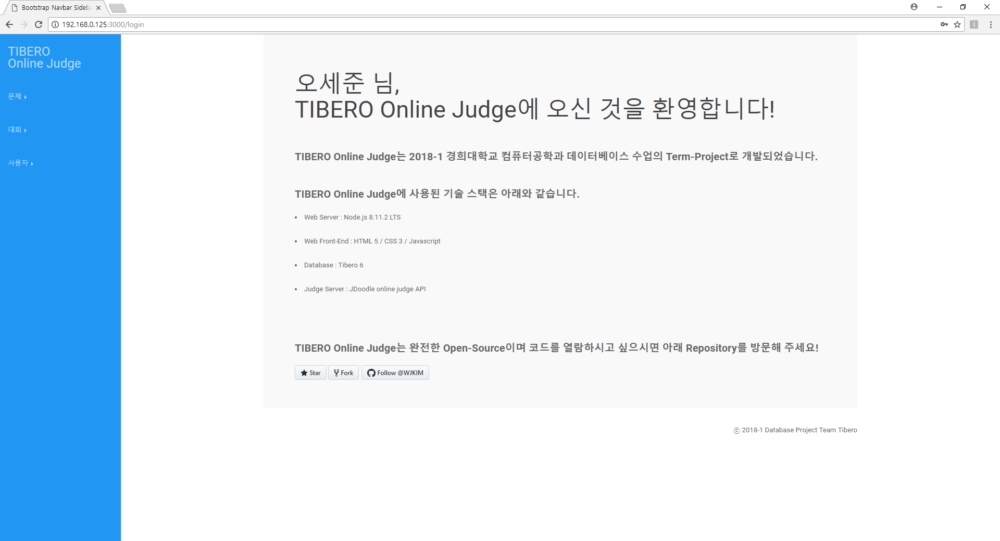 Bootstrap Navbar Sideba
192.168.0.125:3000/login
TIBERO
Online Judge
문제
대회
사용자
오세준 님,
TIBERO Online Judge에 오신 것을 환영합니다!
TIBERO Online Judge는 2018-1 경희대학교 컴퓨터공학과 데이터베이스 수업의 Term-Project로 개발되었습니다.
TIBERO Online Judge에 사용된 기술 스택은 아래와 같습니다.
• Web Server : Node.js 8.11.2 LTS
• Web Front-End : HTML 5 / CSS 3 / Javascript
• Database : Tibero 6
• Judge Server : JDoodle online judge API
TIBERO Online Judge는 완전한 Open-Source이며 코드를 열람하시고 싶으시면 아래 Repository를 방문해 주세요!
Star Fork Follow @WJKIM
ⓒ 2018-1 Database Project Team Tibero